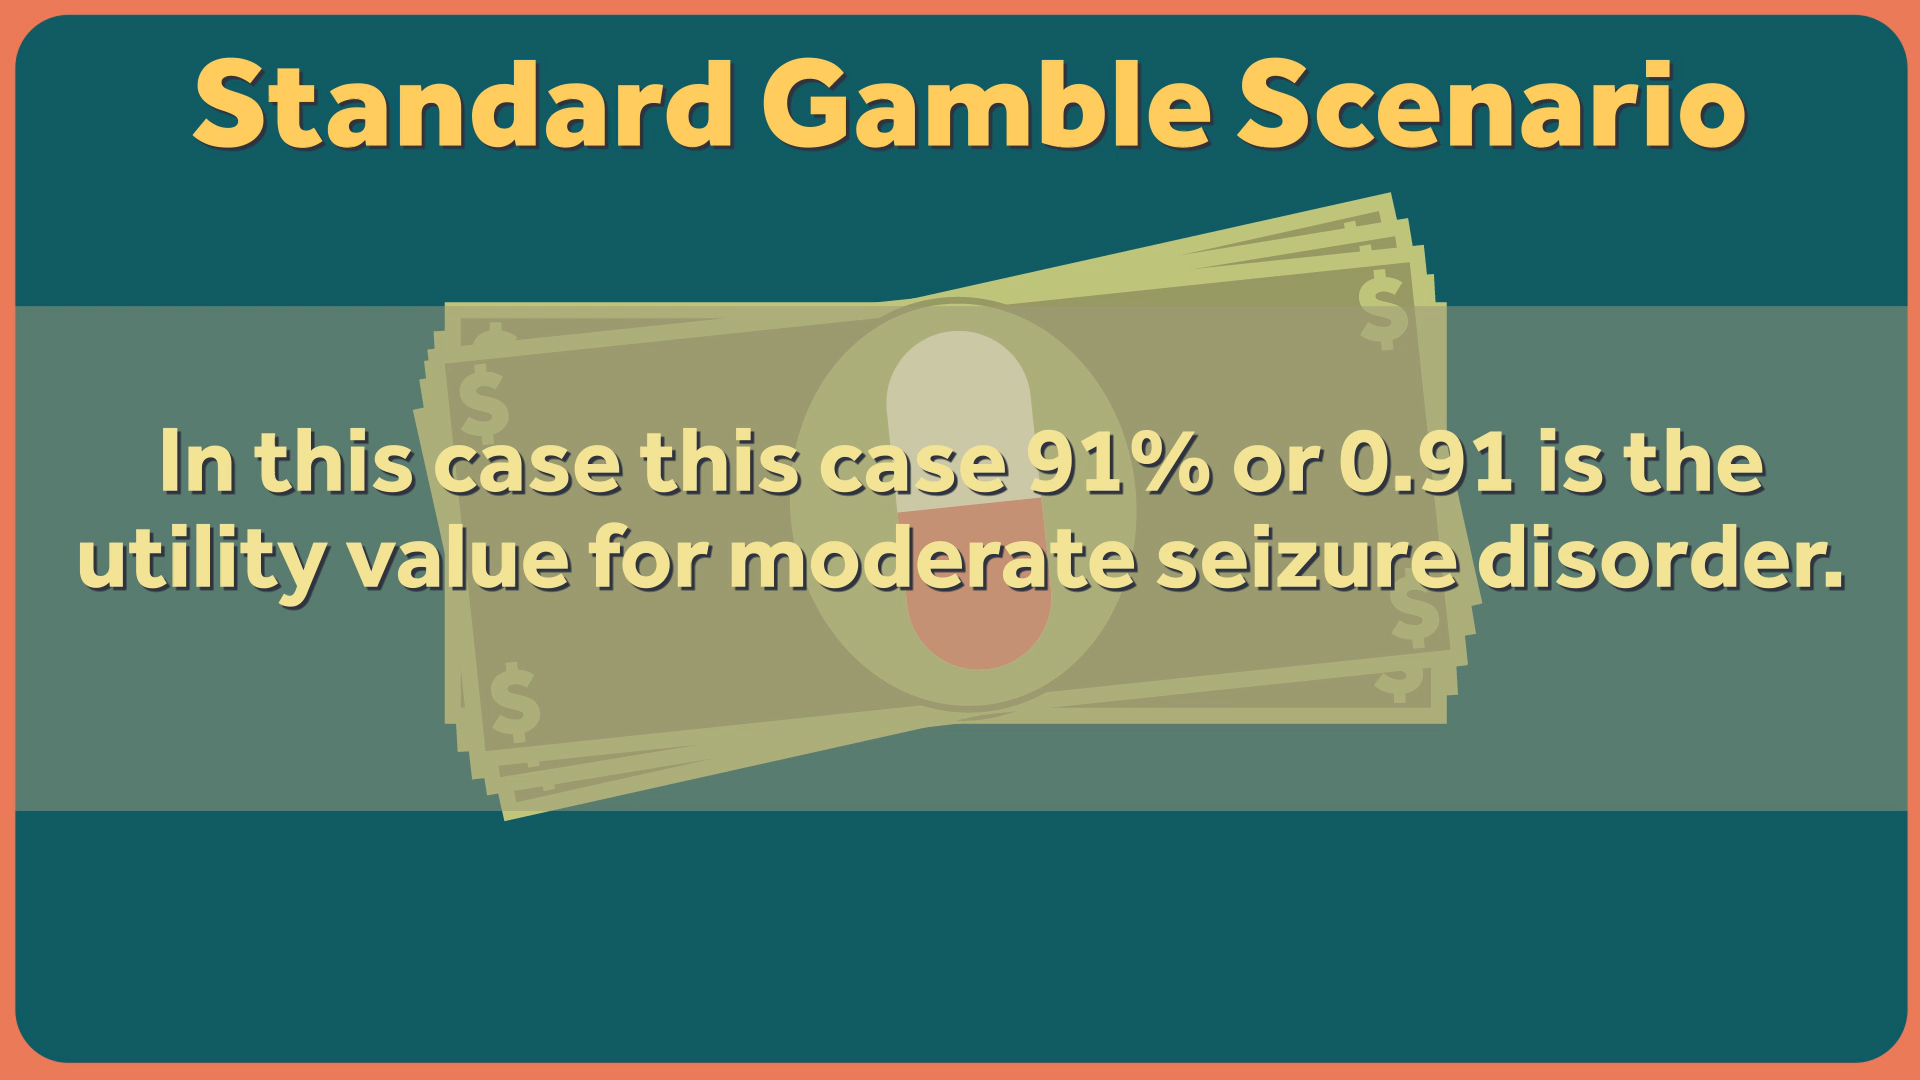 Standard Gamble Scenario
In this case this case 91% or 0.91 is the
utility value for moderate seizure disorder.
$
$
$
$
$
$